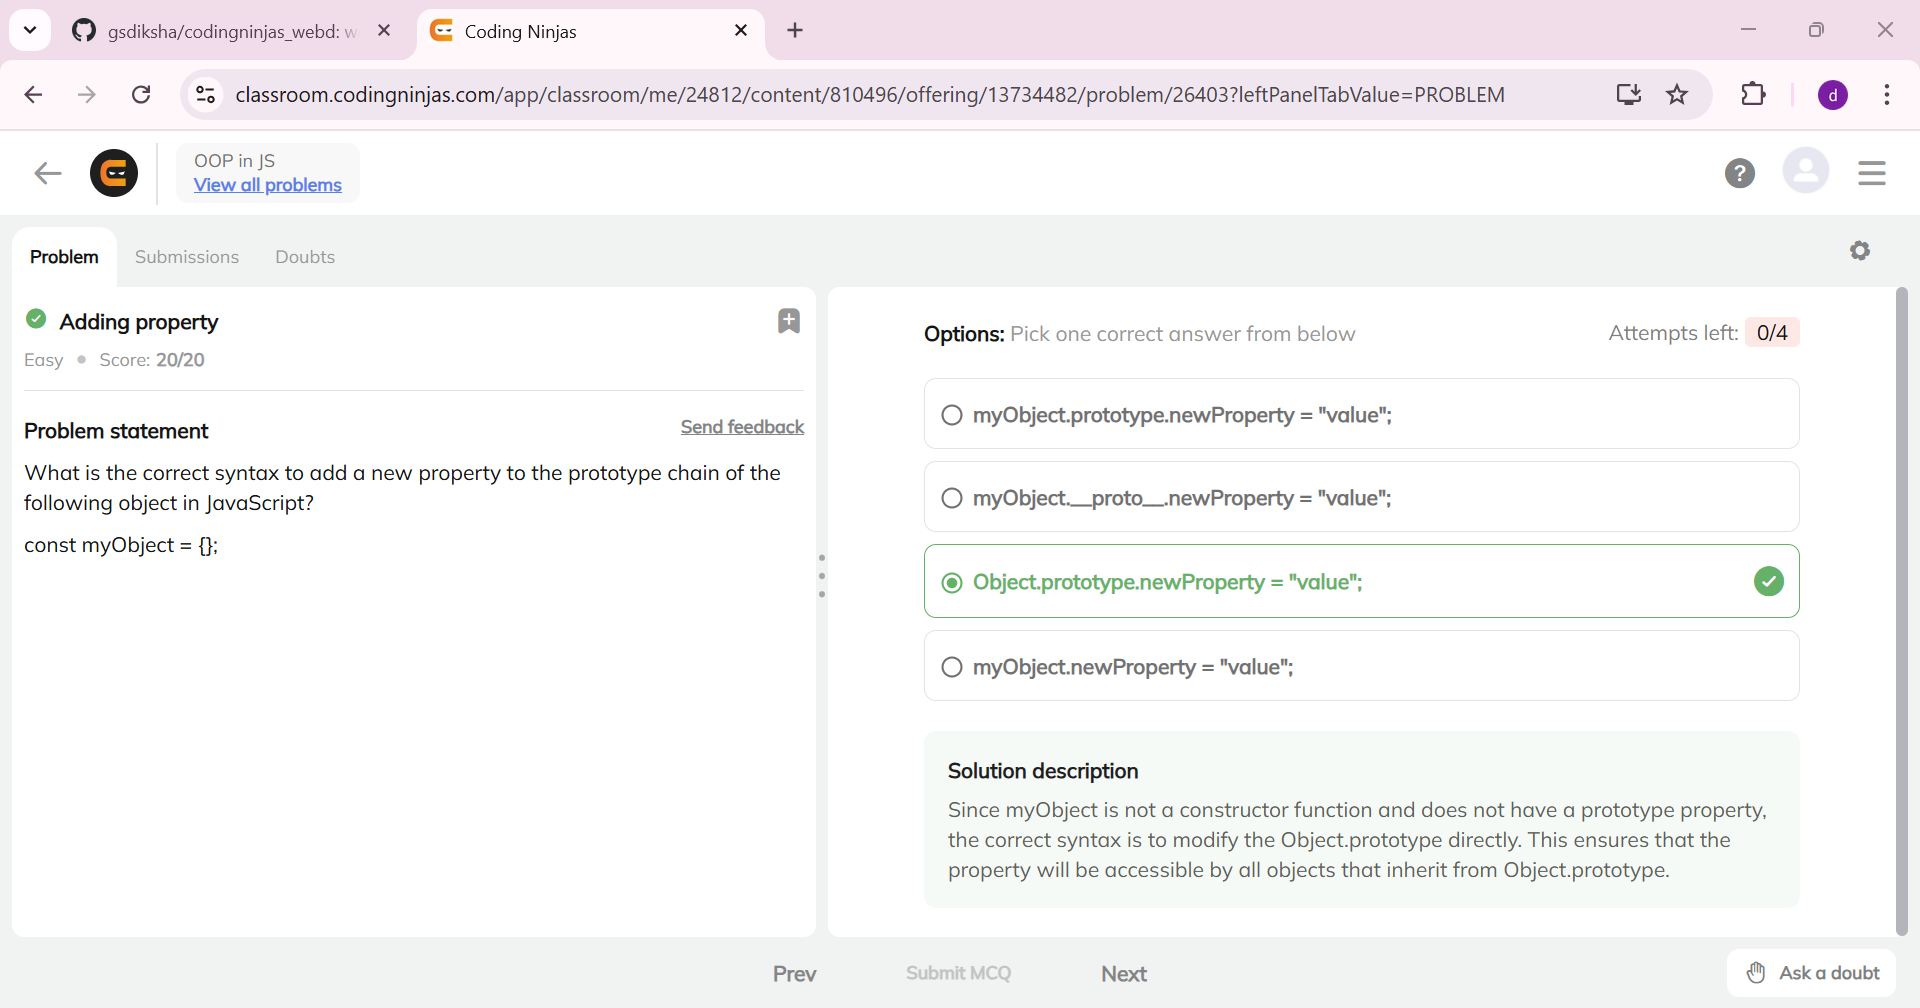 gsdiksha/codingninjas_webd: w
Coding Ninjas
classroom.codingninjas.com/app/classroom/me/24812/content/810496/offering/13734482/problem/26403?leftPanelTabValue=PROBLEM
d
OOP in JS
View all problems
?
Problem
Submissions
Doubts
Adding property
Easy
Score: 20/20
Problem statement
Send feedback
What is the correct syntax to add a new property to the prototype chain of the
following object in JavaScript?
const myObject = {};
Options: Pick one correct answer from below
Attempts left: 0/4
myObject.prototype.newProperty = "value";
myObject.__proto__.newProperty = "value";
Object.prototype.newProperty = "value";
myObject.newProperty = "value";
Solution description
Since myObject is not a constructor function and does not have a prototype property,
the correct syntax is to modify the Object.prototype directly. This ensures that the
property will be accessible by all objects that inherit from Object.prototype.
Prev
Submit MCQ
Next
Ask a doubt